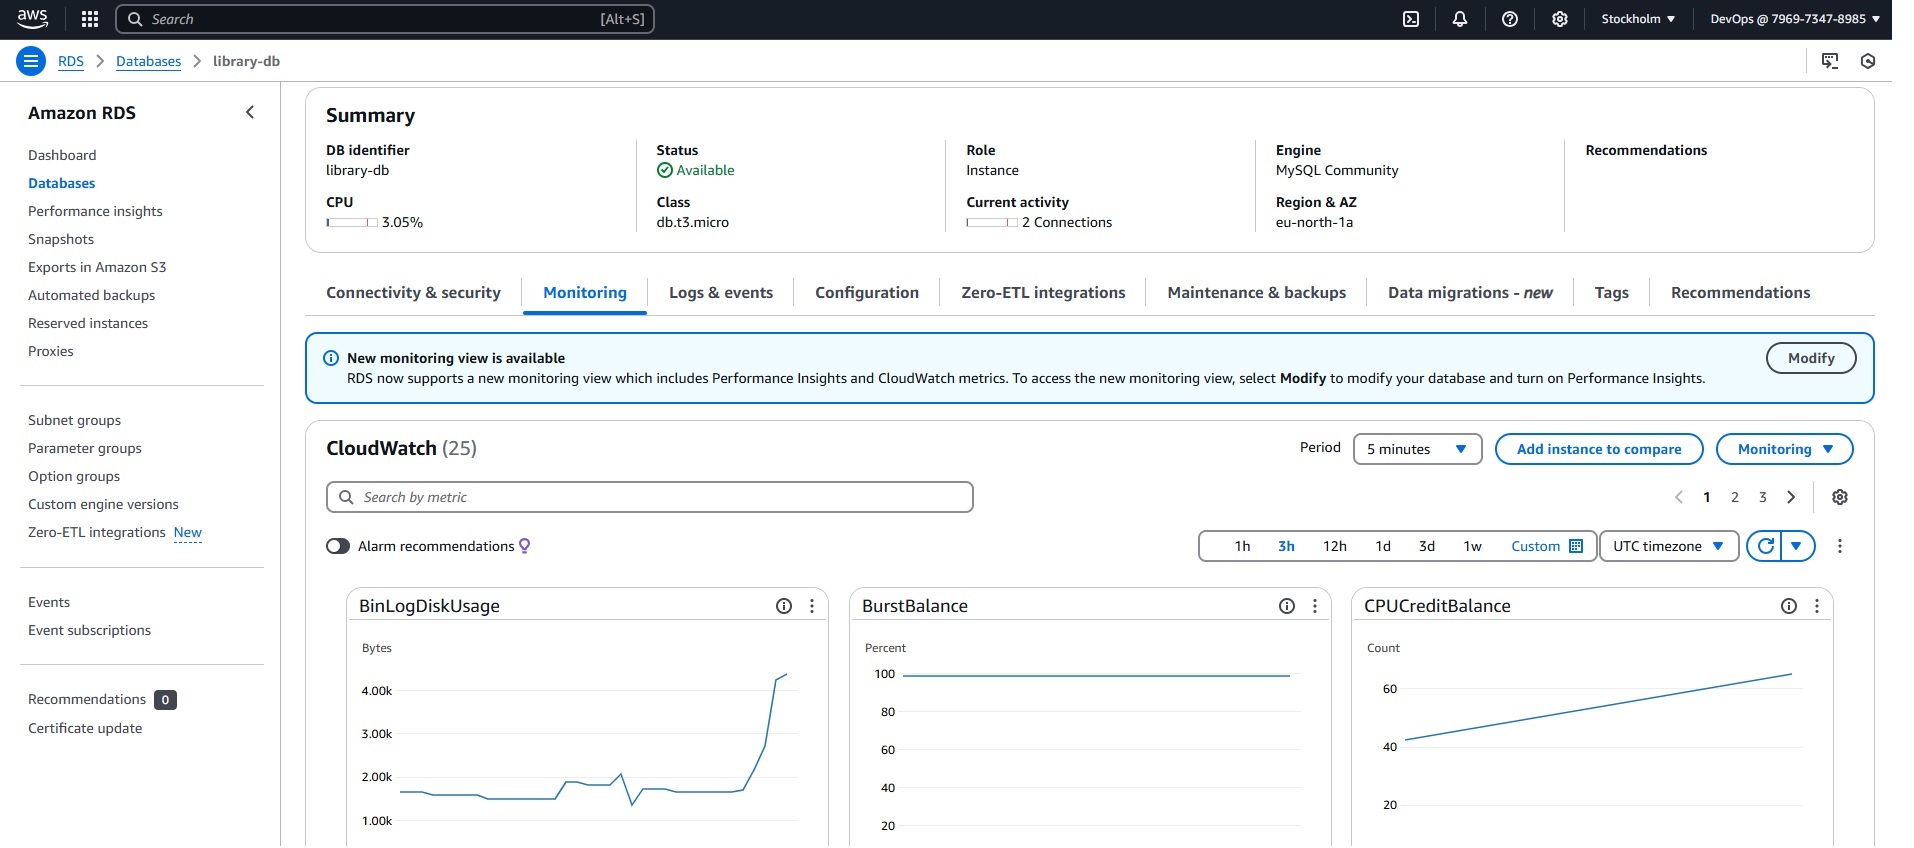 aws Search [Alt+S] Stockholm DevOps @ 7969-7347-8985
RDS Databases library-db
Amazon RDS
Dashboard
Databases
Performance insights
Snapshots
Exports in Amazon S3
Automated backups
Reserved instances
Proxies
Subnet groups
Parameter groups
Option groups
Custom engine versions
Zero-ETL integrations New
Events
Event subscriptions
Recommendations 0
Certificate update
Summary
DB identifier
library-db
CPU
3.05%
Status
Available
Class
db.t3.micro
Role
Instance
Current activity
2 Connections
Engine
MySQL Community
Region & AZ
eu-north-1a
Recommendations
Connectivity & security Monitoring Logs & events Configuration Zero-ETL integrations Maintenance & backups Data migrations - new Tags Recommendations
New monitoring view is available
RDS now supports a new monitoring view which includes Performance Insights and CloudWatch metrics. To access the new monitoring view, select Modify to modify your database and turn on Performance Insights.
Modify
CloudWatch (25)
Period 5 minutes Add instance to compare Monitoring
Search by metric
1 2 3
Alarm recommendations
1h 3h 12h 1d 3d 1w Custom UTC timezone
BinLogDiskUsage
Bytes
4.00k
3.00k
2.00k
1.00k
BurstBalance
Percent
100
80
60
40
20
CPUCreditBalance
Count
60
40
20